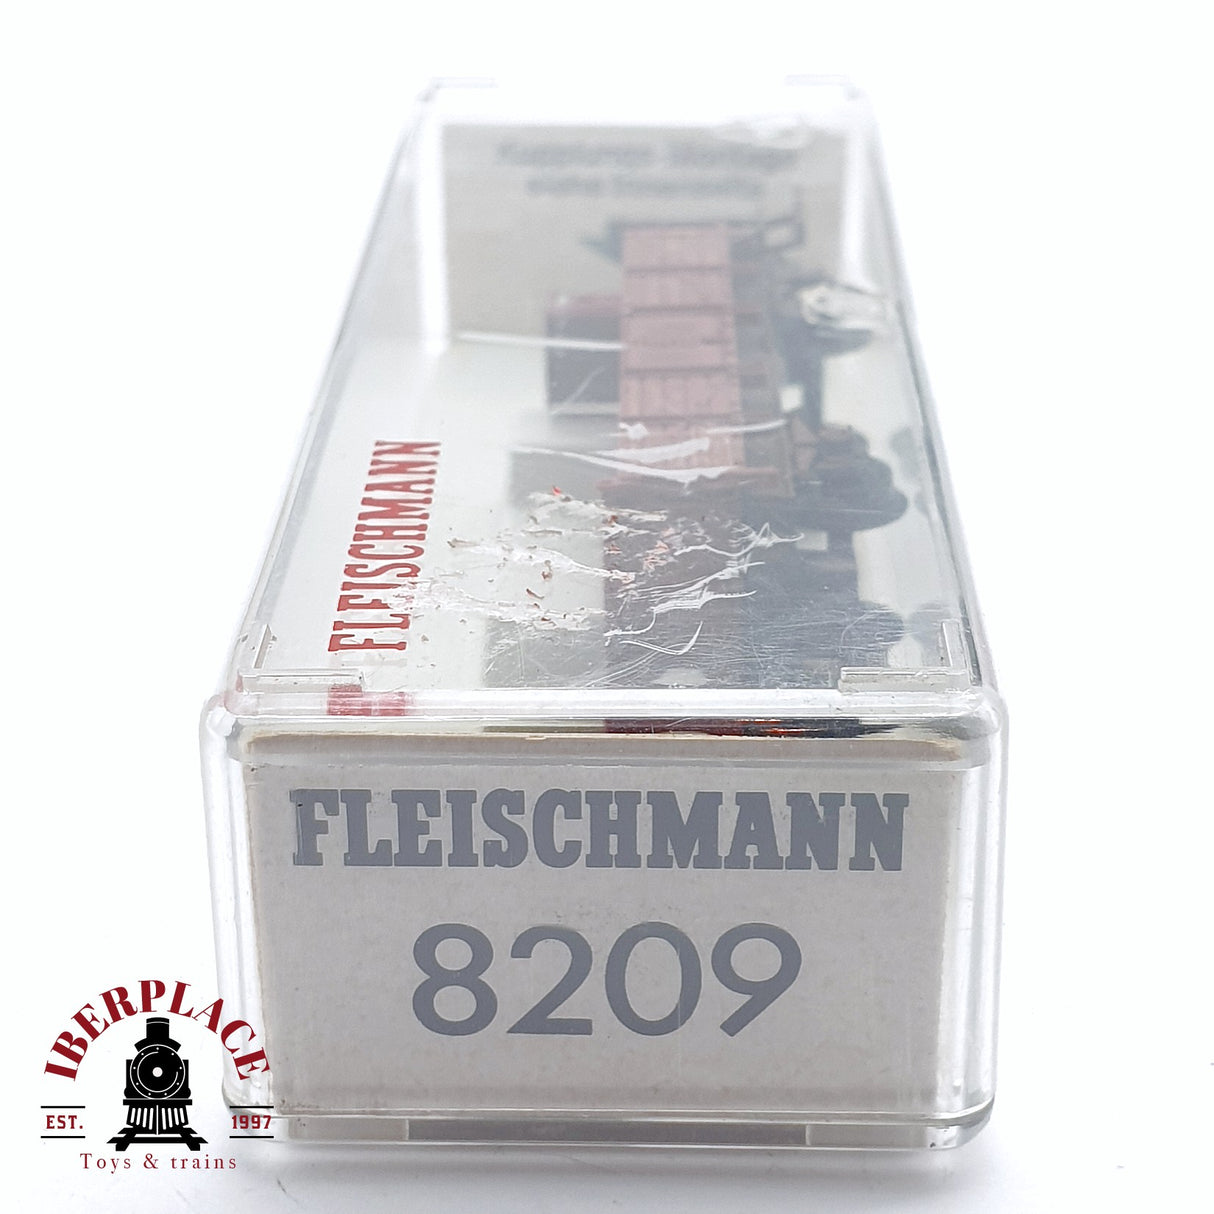 FLEISCHMANN
FLEISCHMANN
8209
IBERPLACE
EST. 1997
Toys & trains